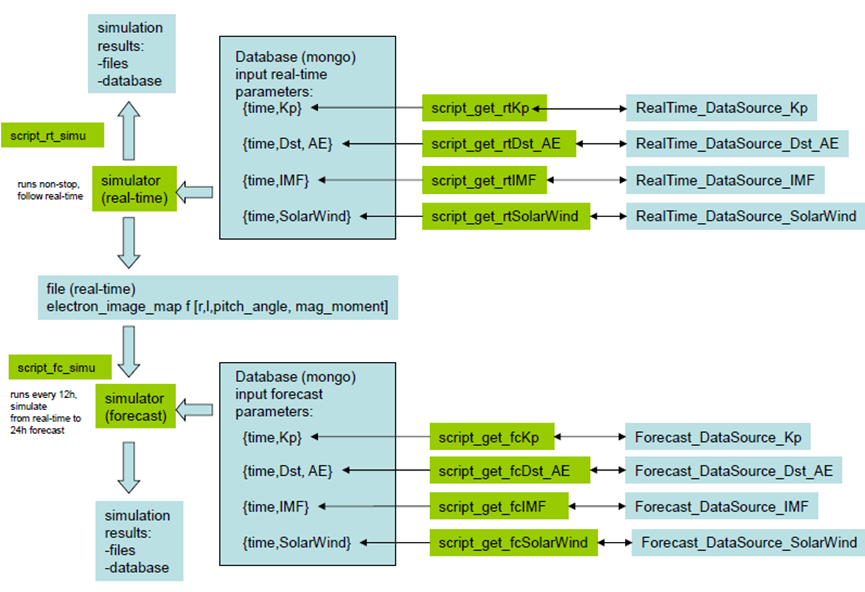 simulation
results:
-files
-database
script_rt_simu
runs non-stop,
follow real-time
simulator
(real-time)
Database (mongo)
input real-time
parameters:
{time,Kp}
{time,Dst, AE}
{time,IMF}
{time,SolarWind}
script_get_rtKp
script_get_rtDst_AE
script_get_rtIMF
script_get_rtSolarWind
RealTime_DataSource_Kp
RealTime_DataSource_Dst_AE
RealTime_DataSource_IMF
RealTime_DataSource_SolarWind
file (real-time)
electron_image_map f [r,l,pitch_angle, mag_moment]
script_fc_simu
runs every 12h,
simulate
from real-time to
24h forecast
simulator
(forecast)
Database (mongo)
input forecast
parameters:
{time,Kp}
{time,Dst, AE}
{time,IMF}
{time,SolarWind}
script_get_fcKp
script_get_fcDst_AE
script_get_fcIMF
script_get_fcSolarWind
Forecast_DataSource_Kp
Forecast_DataSource_Dst_AE
Forecast_DataSource_IMF
Forecast_DataSource_SolarWind
simulation
results:
-files
-database